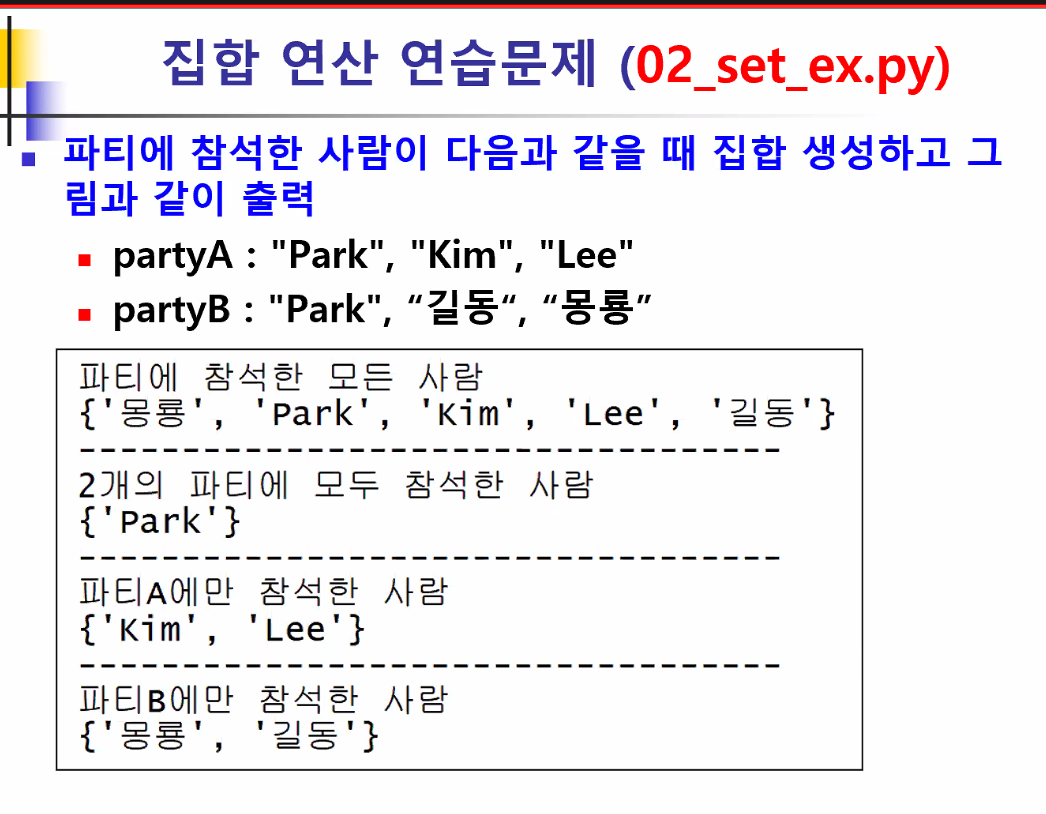 집합 연산 연습문제 (02_set_ex.py)
파티에 참석한 사람이 다음과 같을 때 집합 생성하고 그
림과 같이 출력
partyA : "Park", "Kim", "Lee"
partyB : "Park", “길동“, “몽룡”
파티에 참석한 모든 사람
{'몽룡', 'Park', 'Kim', 'Lee', '길동'}
----------------------------------
2개의 파티에 모두 참석한 사람
{'Park'}
----------------------------------
파티A에만 참석한 사람
{'Kim', 'Lee'}
----------------------------------
파티B에만 참석한 사람
{'몽룡', '길동'}